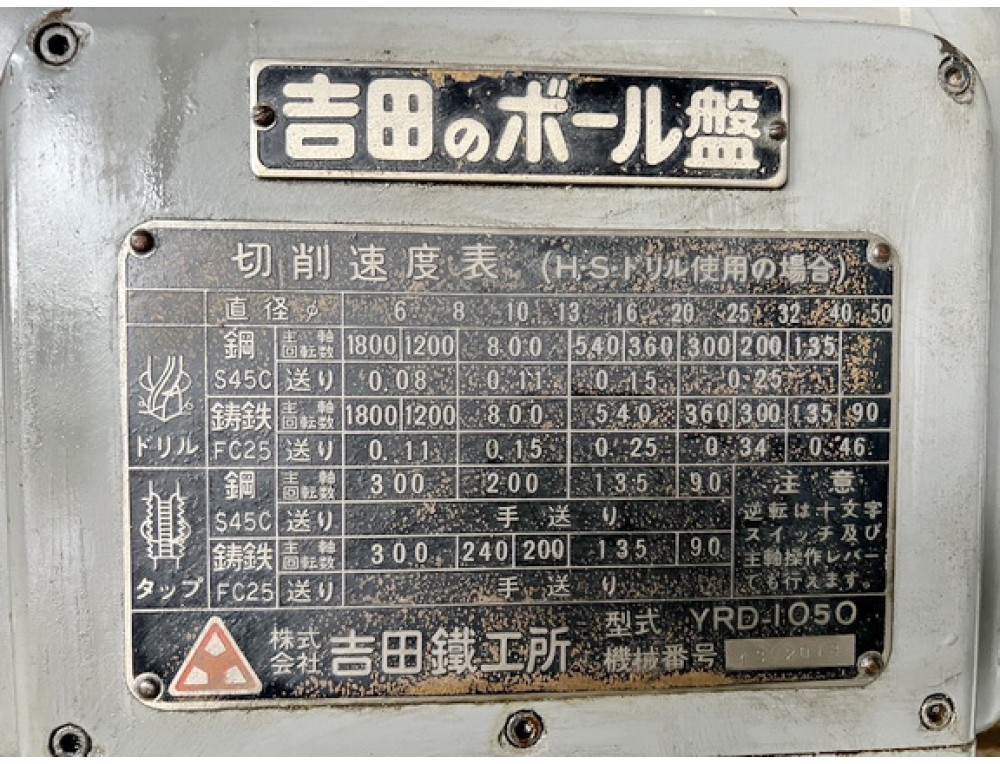 吉田のボール盤
切削速度表 (H·S·ドリル使用の場合)
直径 φ 6 8 10 13 16 20 25 32 40 50
鋼 主軸回転数 1800 1200 800 540 360 300 200 135
S45C 送り 0.08 0.11 0.15 0.25
鋳鉄 主軸回転数 1800 1200 800 540 360 300 135 90
ドリル FC25 送り 0.11 0.15 0.25 0.34 0.46
鋼 主軸回転数 300 200 135 90
S45C 送り 手送り
鋳鉄 主軸回転数 300 240 200 135 90
タップ FC25 送り 手送り
注意
逆転は十文字
スイッチ及び
主軸操作レバー
でも行えます。
株式会社 吉田鐵工所
型式 YRD-1050
機械番号